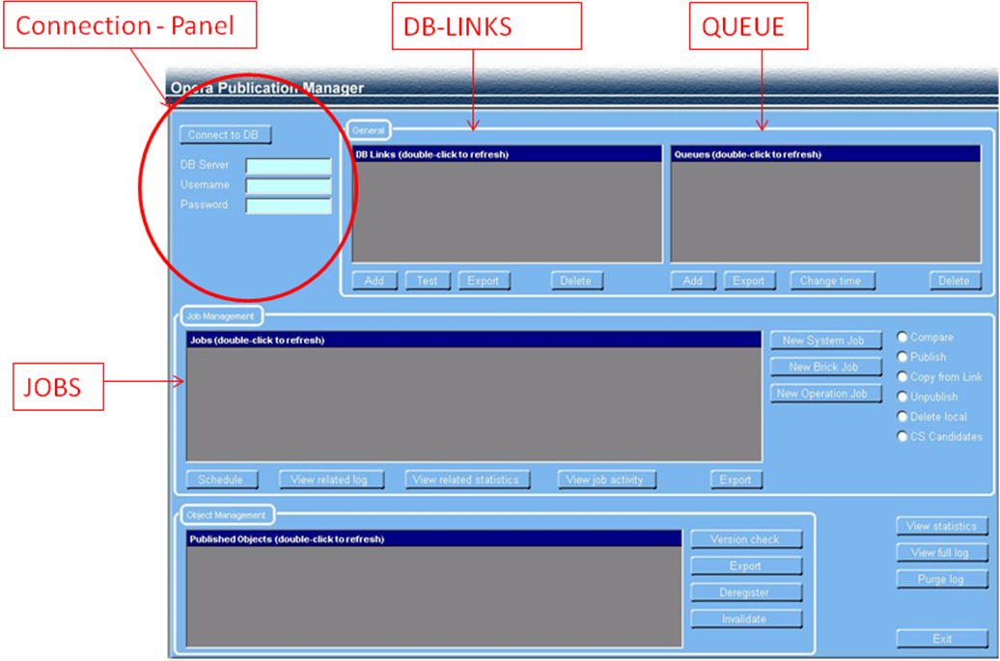 Connection - Panel
DB-LINKS
QUEUE
Opera Publication Manager
Connect to DB
General
DB Server
Username
Password
DB Links (double-click to refresh)
Queues (double-click to refresh)
Add Test Export Delete
Add Export Change time Delete
Job Management
Jobs (double-click to refresh)
JOBS
New System Job
New Brick Job
New Operation Job
Compare
Publish
Copy from Link
Unpublish
Delete local
CS Candidates
Schedule View related log View related statistics View job activity Export
Object Management
Published Objects (double-click to refresh)
Version check
Export
Deregister
Invalidate
View statistics
View full log
Purge log
Exit